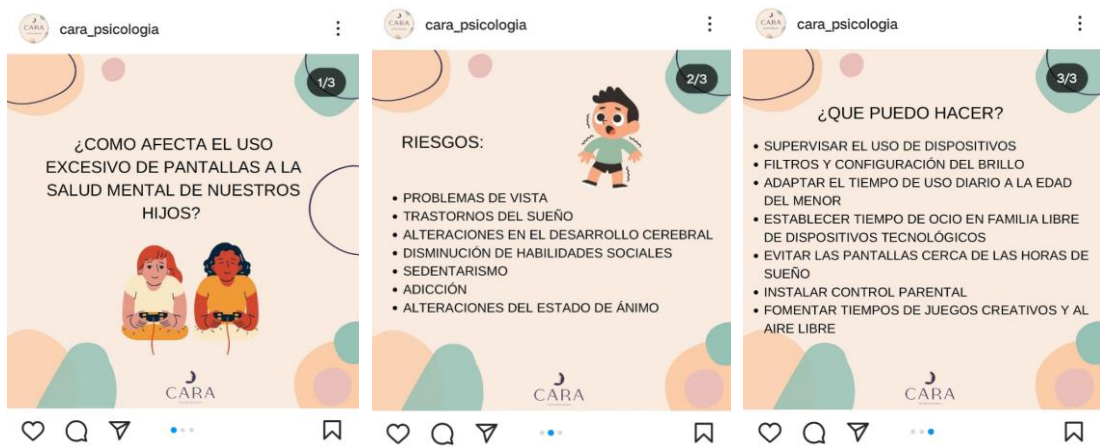 cara_psicologia
CARA
1/3
¿COMO AFECTA EL USO
EXCESIVO DE PANTALLAS A LA
SALUD MENTAL DE NUESTROS
HIJOS?
CARA
cara_psicologia
CARA
2/3
RIESGOS:
• PROBLEMAS DE VISTA
• TRASTORNOS DEL SUEÑO
• ALTERACIONES EN EL DESARROLLO CEREBRAL
• DISMINUCIÓN DE HABILIDADES SOCIALES
• SEDENTARISMO
• ADICCIÓN
• ALTERACIONES DEL ESTADO DE ÁNIMO
CARA
cara_psicologia
CARA
3/3
¿QUE PUEDO HACER?
• SUPERVISAR EL USO DE DISPOSITIVOS
• FILTROS Y CONFIGURACIÓN DEL BRILLO
• ADAPTAR EL TIEMPO DE USO DIARIO A LA EDAD
DEL MENOR
• ESTABLECER TIEMPO DE OCIO EN FAMILIA LIBRE
DE DISPOSITIVOS TECNOLÓGICOS
• EVITAR LAS PANTALLAS CERCA DE LAS HORAS DE
SUEÑO
• INSTALAR CONTROL PARENTAL
• FOMENTAR TIEMPOS DE JUEGOS CREATIVOS Y AL
AIRE LIBRE
CARA